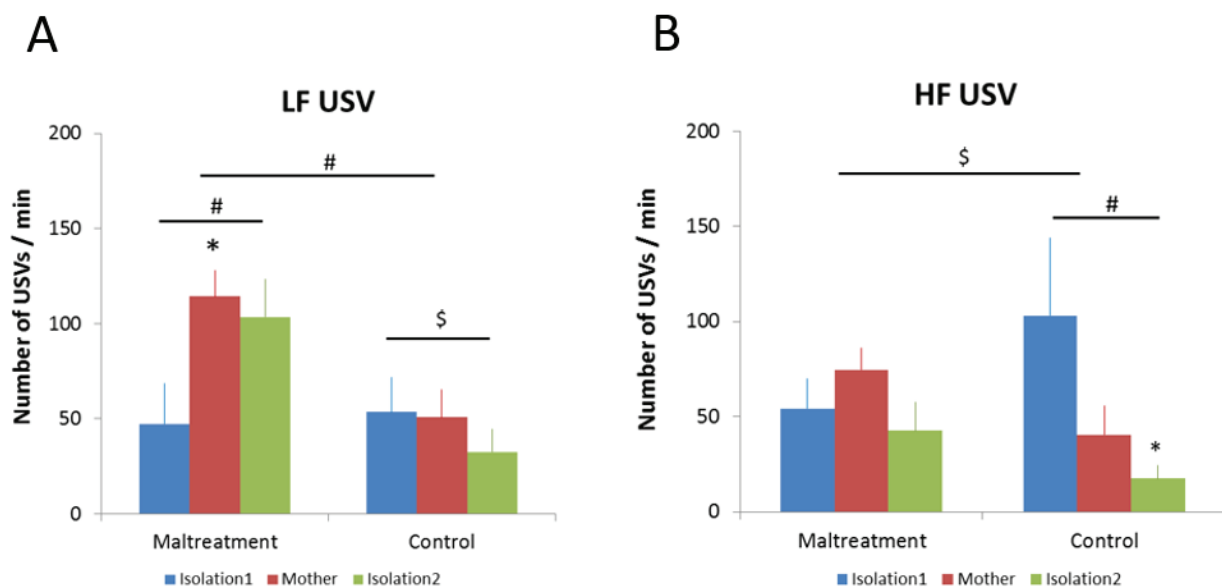 A
LF USV
Number of USVs / min
200
150
100
50
0
#
#
*
$
Maltreatment Control
Isolation1 Mother Isolation2
B
HF USV
Number of USVs / min
200
150
100
50
0
$
#
*
Maltreatment Control
Isolation1 Mother Isolation2